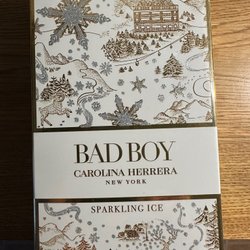 BAD BOY
CAROLINA HERRERA
NEW YORK
SPARKLING ICE